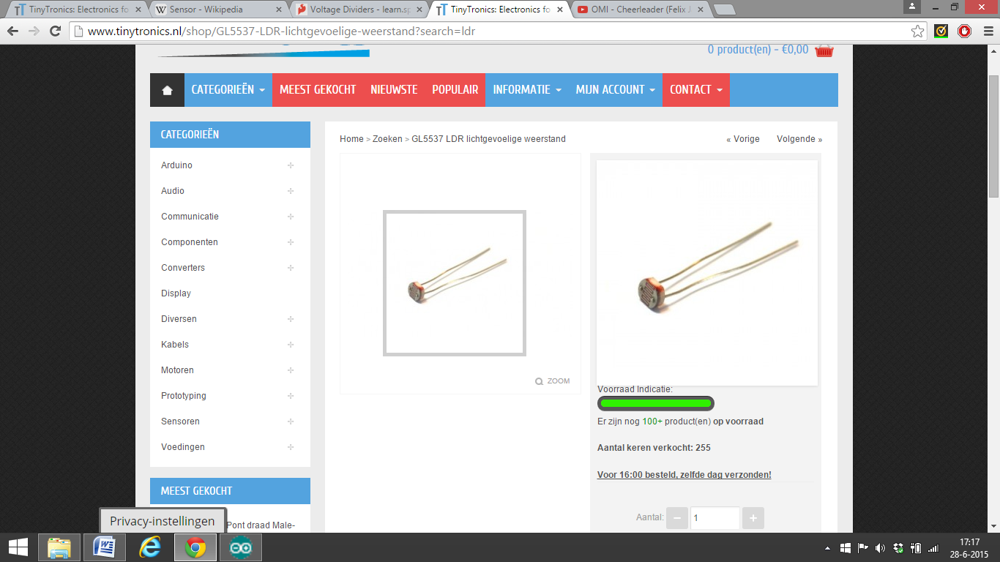 TinyTronics: Electronics fo
Sensor - Wikipedia
Voltage Dividers - learn.sp
TinyTronics: Electronics fo
OMI - Cheerleader (Felix J
www.tinytronics.nl/shop/GL5537-LDR-lichtgevoelige-weerstand?search=ldr
0 product(en) - €0,00
CATEGORIEËN
MEEST GEKOCHT
NIEUWSTE
POPULAIR
INFORMATIE
MIJN ACCOUNT
CONTACT
CATEGORIEËN
Arduino
Audio
Communicatie
Componenten
Converters
Display
Diversen
Kabels
Motoren
Prototyping
Sensoren
Voedingen
MEEST GEKOCHT
Pont draad Male-
Privacy-instellingen
Home > Zoeken > GL5537 LDR lichtgevoelige weerstand
« Vorige
Volgende »
ZOOM
Voorraad Indicatie:
Er zijn nog 100+ product(en) op voorraad
Aantal keren verkocht: 255
Voor 16:00 besteld, zelfde dag verzonden!
Aantal:
1
17:17
28-6-2015